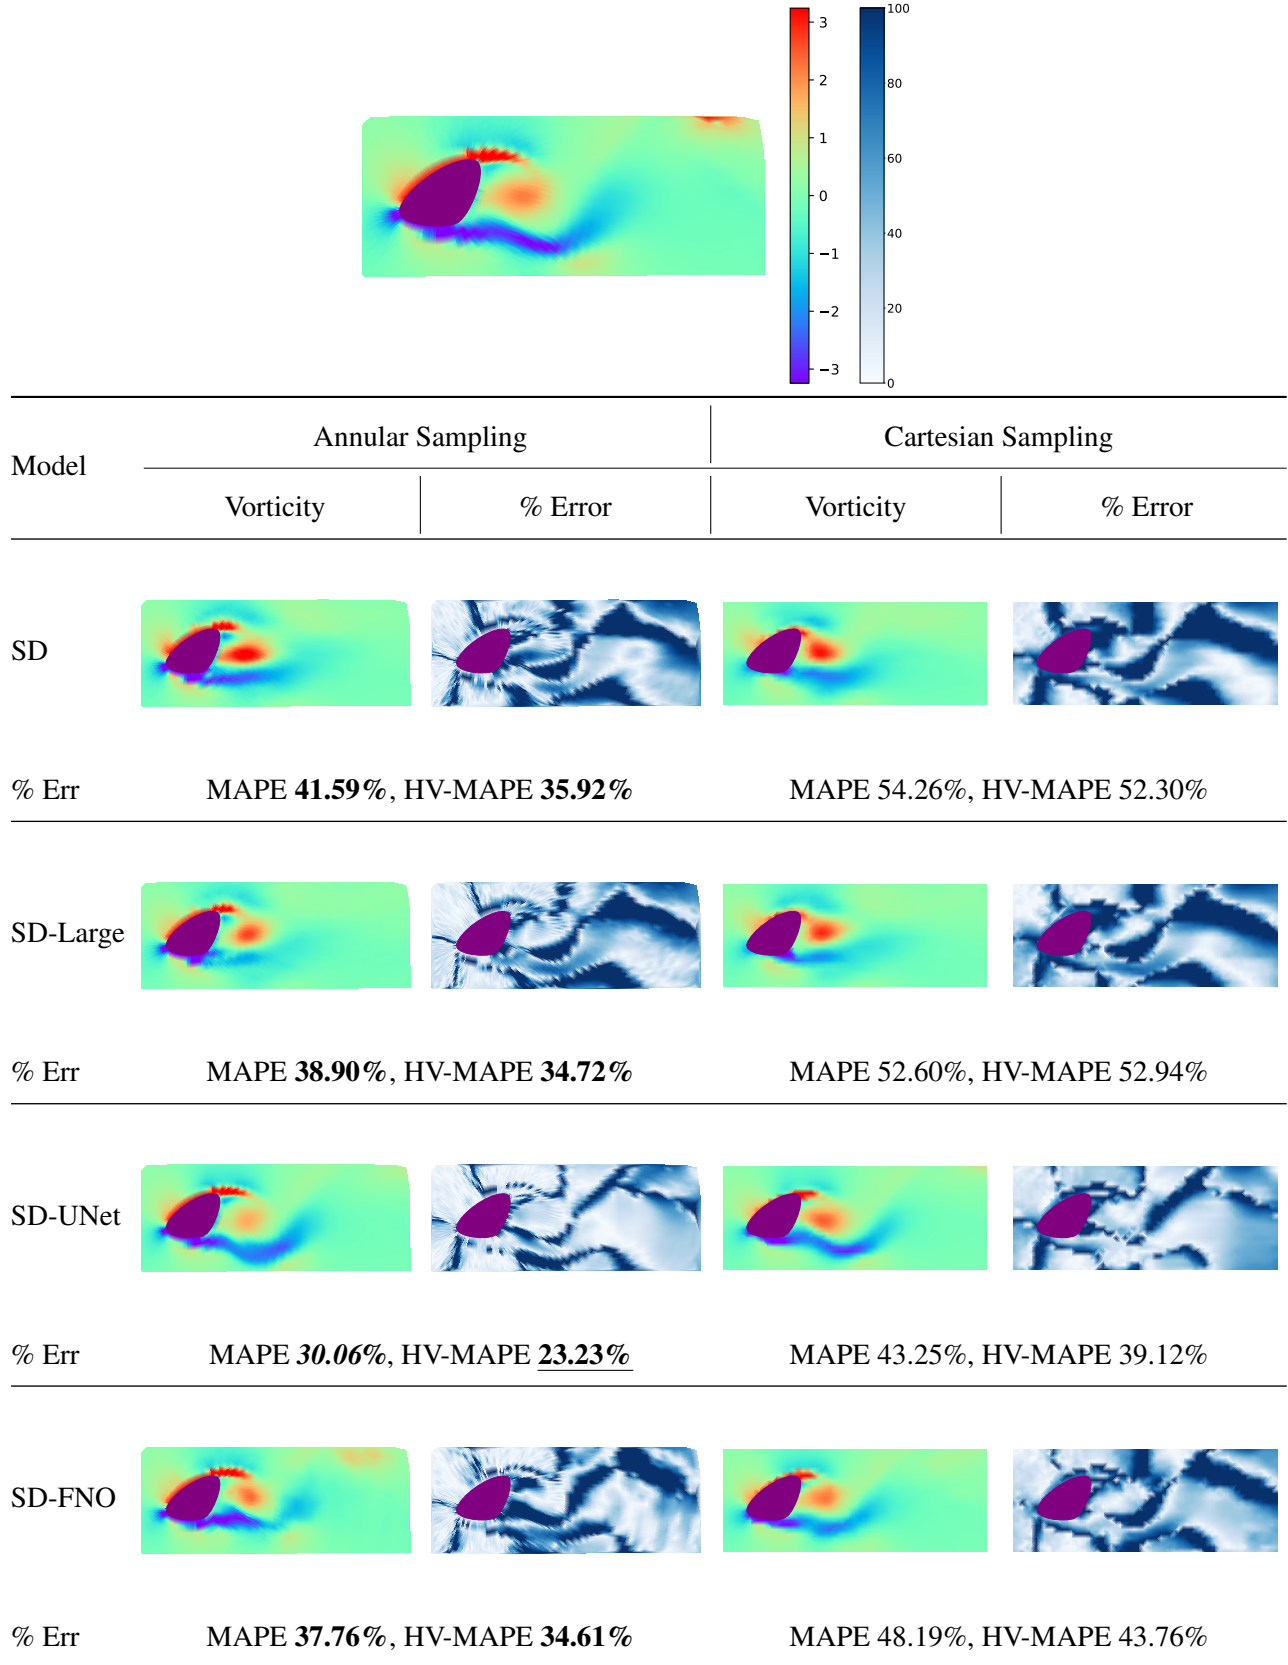 3
2
1
0
−1
−2
−3
100
80
60
40
20
0
Model
Annular Sampling
Cartesian Sampling
Vorticity
% Error
Vorticity
% Error
SD
% Err
MAPE 41.59%, HV-MAPE 35.92%
MAPE 54.26%, HV-MAPE 52.30%
SD-Large
% Err
MAPE 38.90%, HV-MAPE 34.72%
MAPE 52.60%, HV-MAPE 52.94%
SD-UNet
% Err
MAPE 30.06%, HV-MAPE 23.23%
MAPE 43.25%, HV-MAPE 39.12%
SD-FNO
% Err
MAPE 37.76%, HV-MAPE 34.61%
MAPE 48.19%, HV-MAPE 43.76%